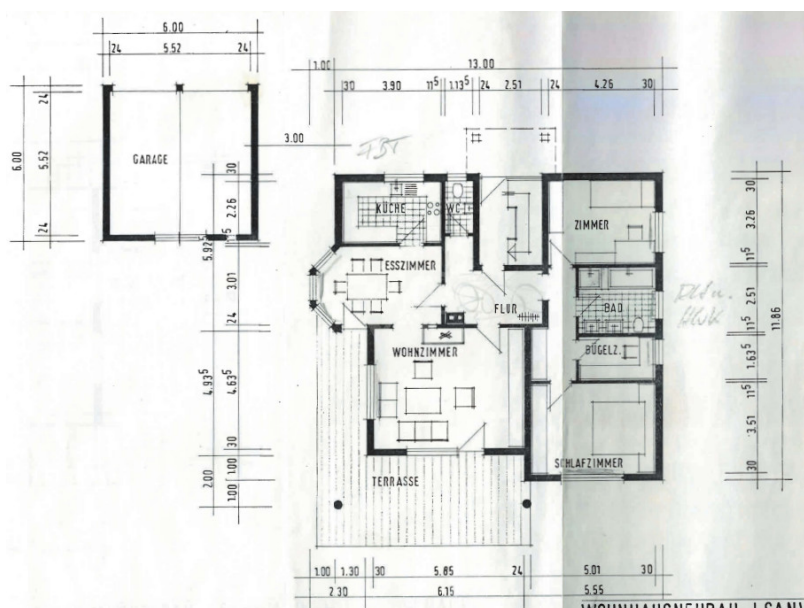 6.00
24 5.52 24
1.00 13.00
30 3.90 11⁵ 1.13⁵ 24 2.51 24 4.26 30
3.00
6.00
24 5.52 24
GARAGE
KÜCHE
WC
ZIMMER
ESSZIMMER
FLUR
BAD
WOHNZIMMER
BÜGELZ.
SCHLAFZIMMER
TERRASSE
30 2.26 3.01 24 4.63⁵ 30 1.00 1.00
5.92⁵ 4.93⁵ 2.00
30 3.26 11⁵ 2.51 11⁵ 1.63⁵ 11⁵ 3.51 30
11.86
1.00 1.30 30 5.85 24 5.01 30
2.30 6.15 5.55